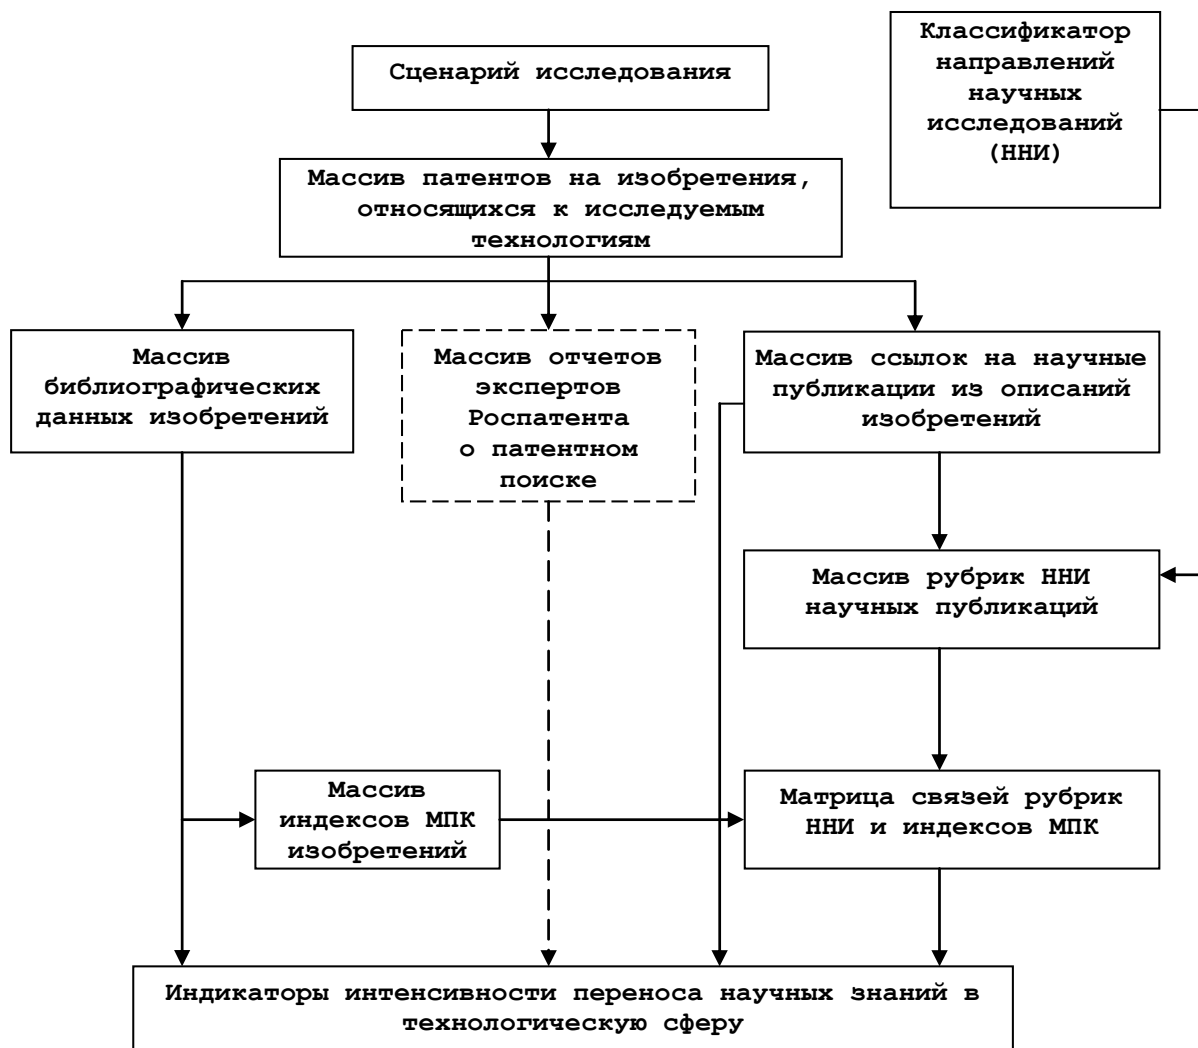 Классификатор
направлений
научных
исследований
(ННИ)
Сценарий исследования
Массив патентов на изобретения,
относящихся к исследуемым
технологиям
Массив
библиографических
данных изобретений
Массив отчетов
экспертов
Роспатента
о патентном
поиске
Массив ссылок на научные
публикации из описаний
изобретений
Массив рубрик ННИ
научных публикаций
Массив
индексов МПК
изобретений
Матрица связей рубрик
ННИ и индексов МПК
Индикаторы интенсивности переноса научных знаний в
технологическую сферу